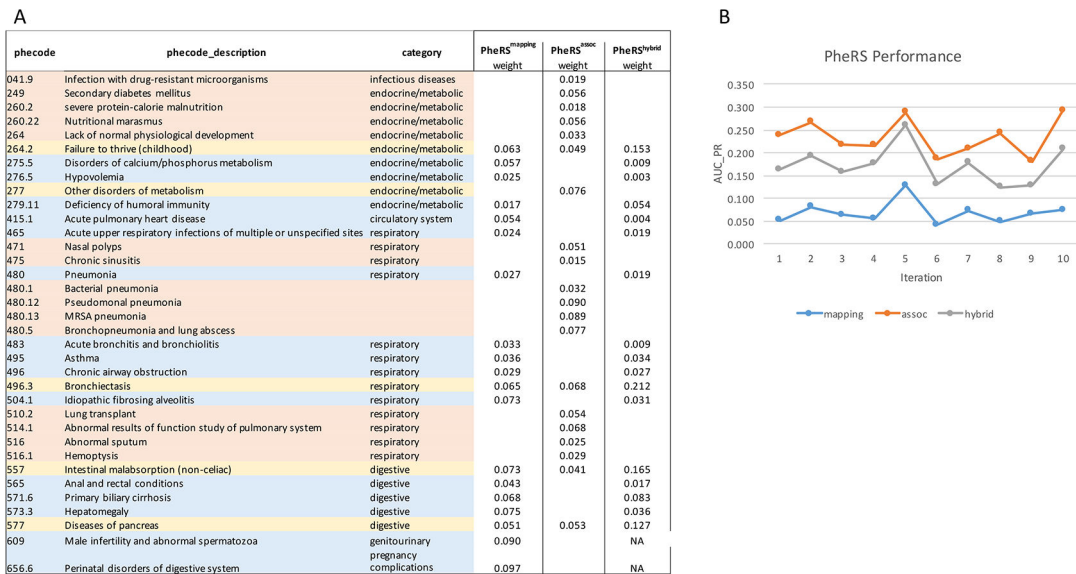 A
phecode phecode_description category PheRS^mapping weight PheRS^assoc weight PheRS^hybrid weight
041.9 Infection with drug-resistant microorganisms infectious diseases 0.019
249 Secondary diabetes mellitus endocrine/metabolic 0.056
260.2 severe protein-calorie malnutrition endocrine/metabolic 0.018
260.22 Nutritional marasmus endocrine/metabolic 0.056
264 Lack of normal physiological development endocrine/metabolic 0.033
264.2 Failure to thrive (childhood) endocrine/metabolic 0.063 0.049 0.153
275.5 Disorders of calcium/phosphorus metabolism endocrine/metabolic 0.057 0.009
276.5 Hypovolemia endocrine/metabolic 0.025 0.003
277 Other disorders of metabolism endocrine/metabolic 0.076
279.11 Deficiency of humoral immunity endocrine/metabolic 0.017 0.054
415.1 Acute pulmonary heart disease circulatory system 0.054 0.004
465 Acute upper respiratory infections of multiple or unspecified sites respiratory 0.024 0.019
471 Nasal polyps respiratory 0.051
475 Chronic sinusitis respiratory 0.015
480 Pneumonia respiratory 0.027 0.019
480.1 Bacterial pneumonia 0.032
480.12 Pseudomonal pneumonia 0.090
480.13 MRSA pneumonia 0.089
480.5 Bronchopneumonia and lung abscess 0.077
483 Acute bronchitis and bronchiolitis respiratory 0.033 0.009
495 Asthma respiratory 0.036 0.034
496 Chronic airway obstruction respiratory 0.029 0.027
496.3 Bronchiectasis respiratory 0.065 0.068 0.212
504.1 Idiopathic fibrosing alveolitis respiratory 0.073 0.031
510.2 Lung transplant respiratory 0.054
514.1 Abnormal results of function study of pulmonary system respiratory 0.068
516 Abnormal sputum respiratory 0.025
516.1 Hemoptysis respiratory 0.029
557 Intestinal malabsorption (non-celiac) digestive 0.073 0.041 0.165
565 Anal and rectal conditions digestive 0.043 0.017
571.6 Primary biliary cirrhosis digestive 0.068 0.083
573.3 Hepatomegaly digestive 0.075 0.036
577 Diseases of pancreas digestive 0.051 0.053 0.127
609 Male infertility and abnormal spermatozoa genitourinary 0.090 NA
656.6 Perinatal disorders of digestive system pregnancy complications 0.097 NA
B
PheRS Performance
AUC_PR
0.350
0.300
0.250
0.200
0.150
0.100
0.050
0.000
1 2 3 4 5 6 7 8 9 10
Iteration
mapping assoc hybrid